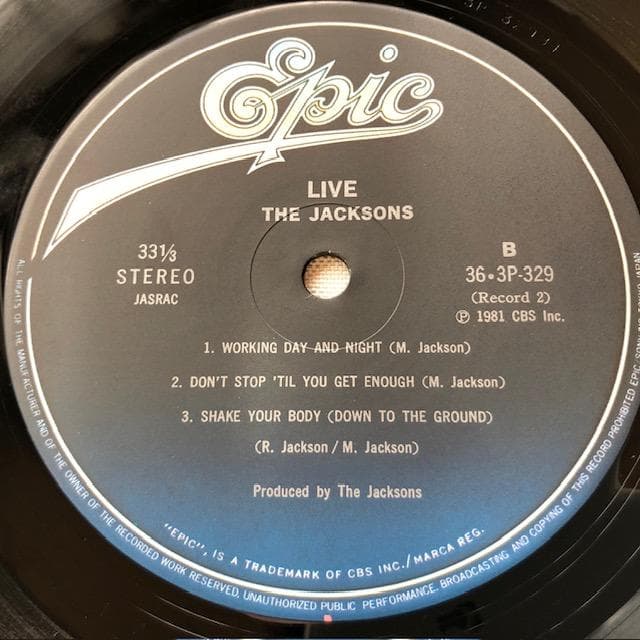 Epic
LIVE
THE JACKSONS
33⅓
STEREO
JASRAC
B
36・3P-329
(Record 2)
℗ 1981 CBS Inc.
1. WORKING DAY AND NIGHT (M. Jackson)
2. DON'T STOP 'TIL YOU GET ENOUGH (M. Jackson)
3. SHAKE YOUR BODY (DOWN TO THE GROUND)
(R. Jackson / M. Jackson)
Produced by The Jacksons
"EPIC", IS A TRADEMARK OF CBS INC./MARCA REG.
ALL RIGHTS OF THE MANUFACTURER AND OF THE OWNER OF THE RECORDED WORK RESERVED. UNAUTHORIZED PUBLIC PERFORMANCE. BROADCASTING AND COPYING OF THIS RECORD PROHIBITED EPIC